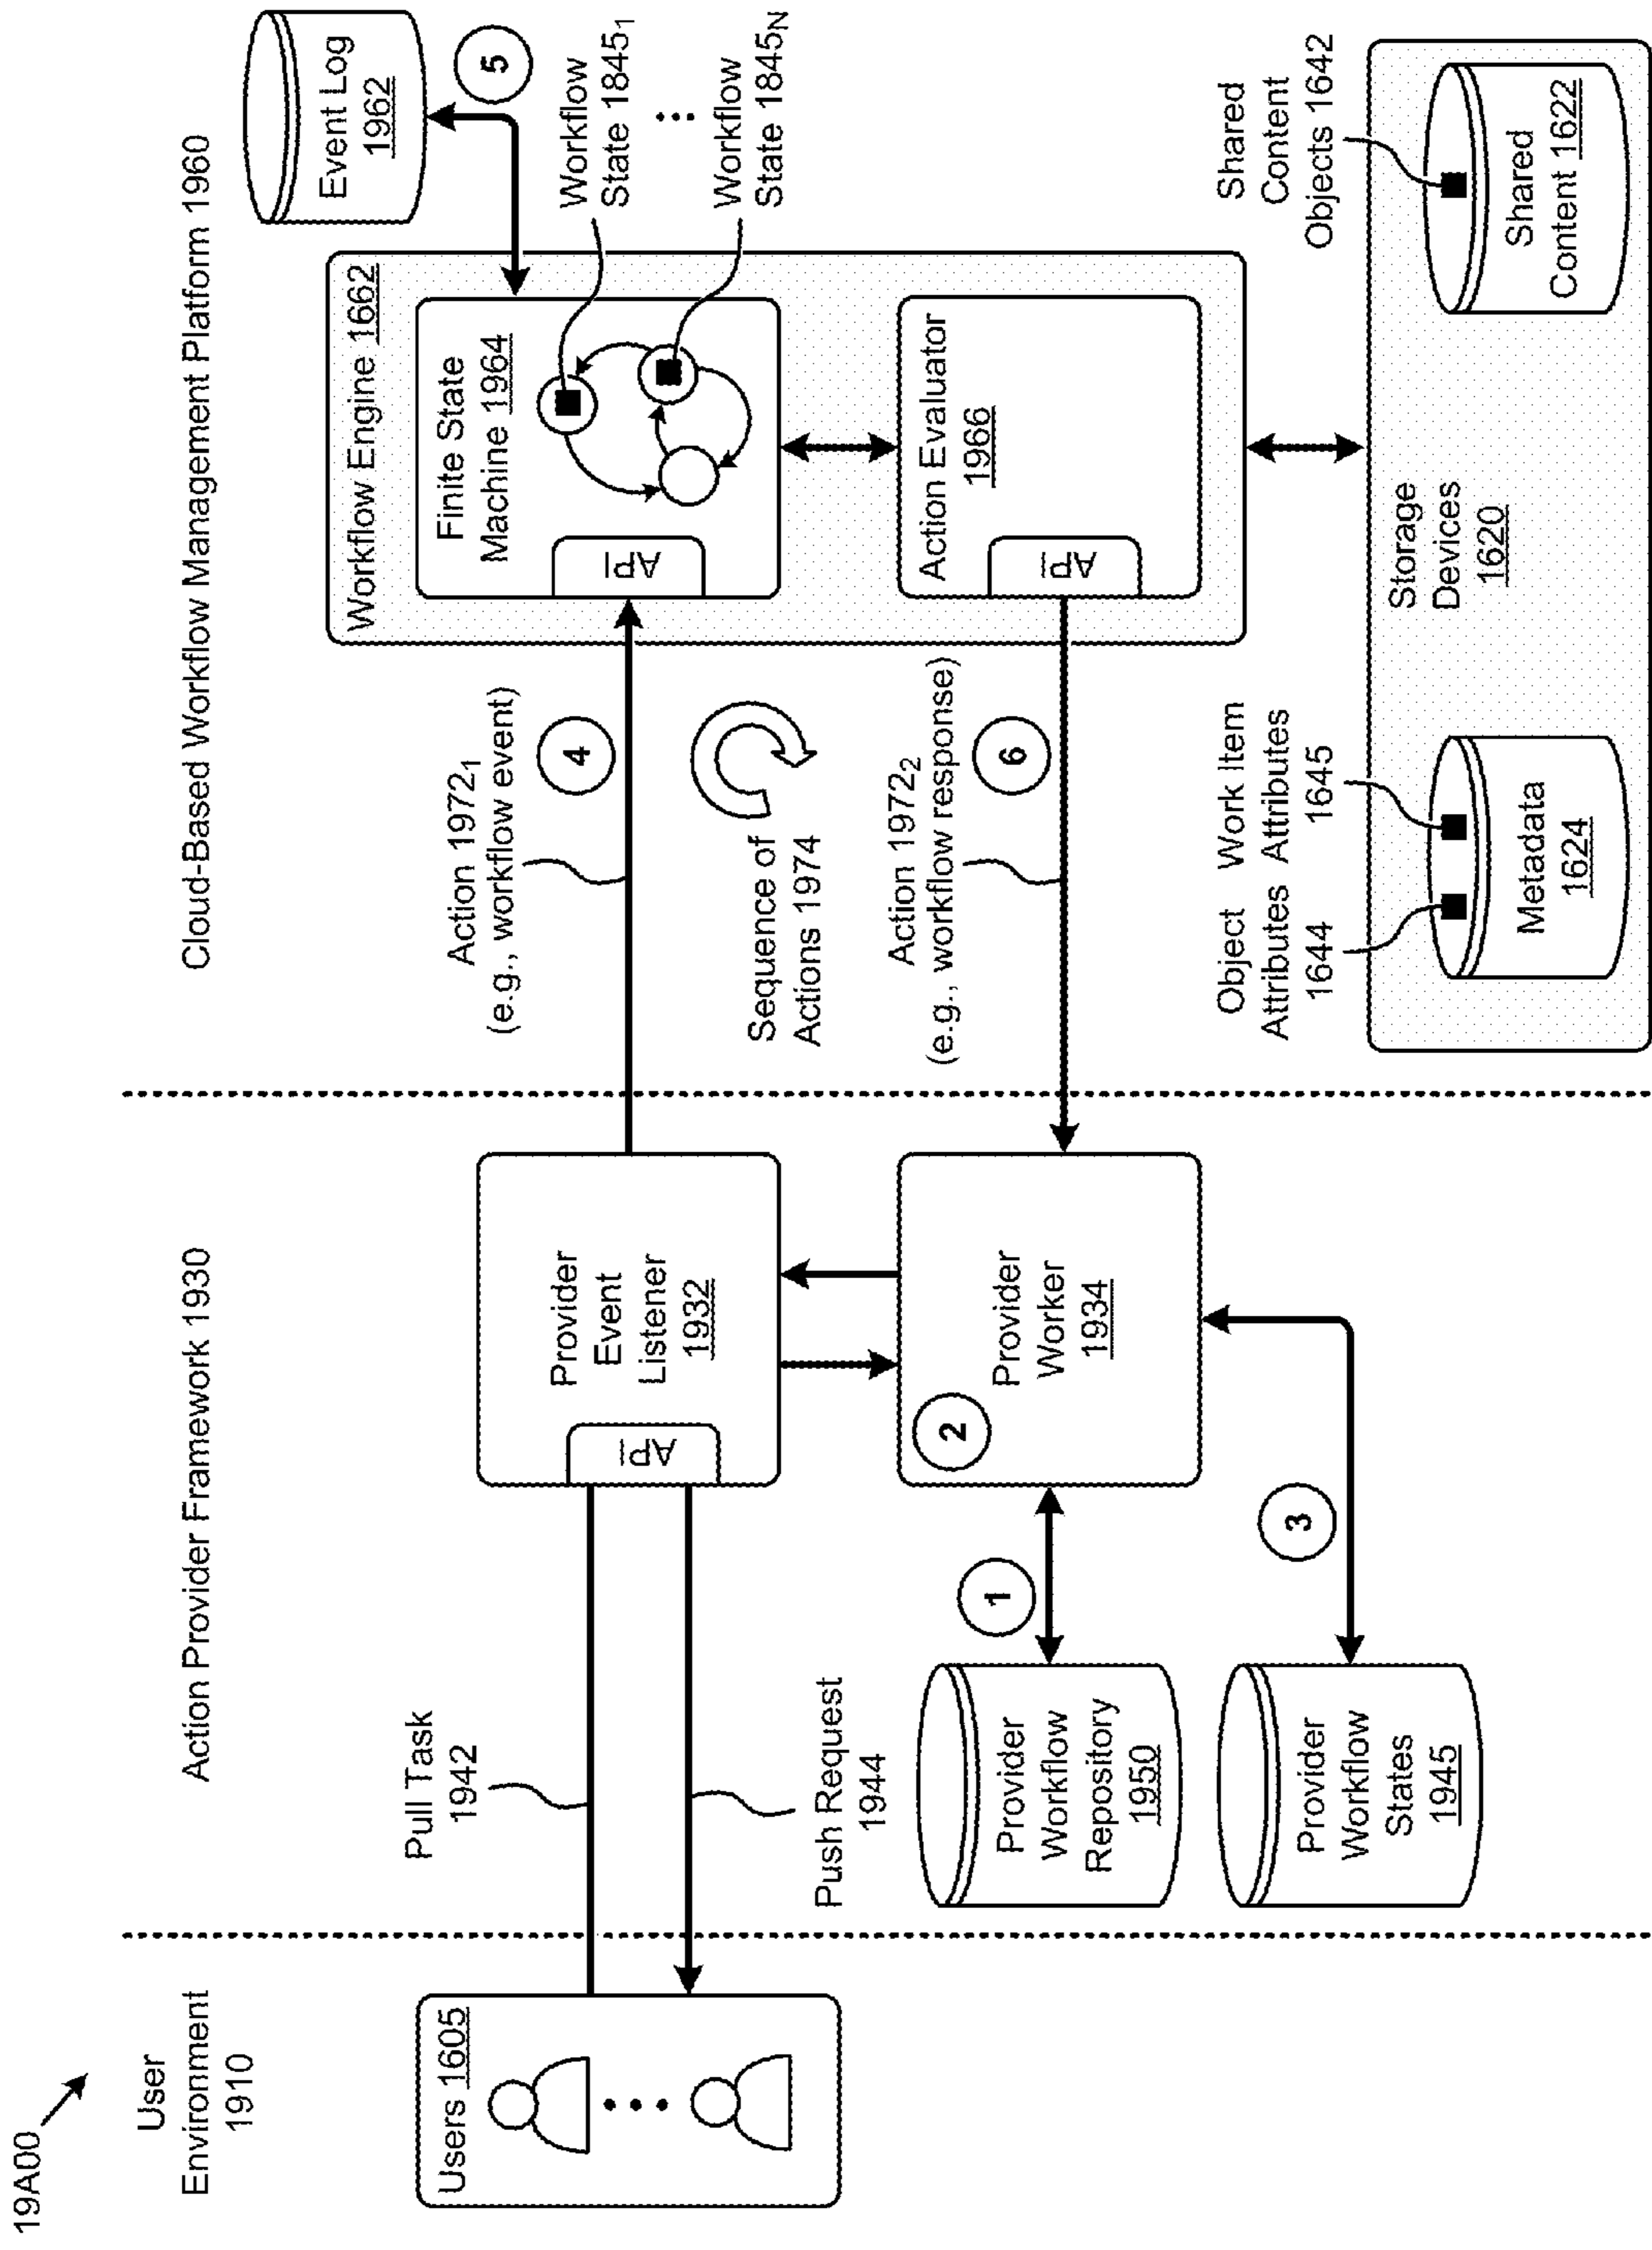 19A00
User
Environment
1910
Action Provider Framework 1930
Cloud-Based Workflow Management Platform 1960
Users 1605
Pull Task
1942
Push Request
1944
API
Provider
Event
Listener
1932
2
Provider
Worker
1934
1
Provider
Workflow
Repository
1950
3
Provider
Workflow
States
1945
Action 1972₁
(e.g., workflow event)
4
Sequence of
Actions 1974
Action 1972₂
(e.g., workflow response)
6
Workflow Engine 1662
Finite State
Machine 1964
API
Action Evaluator
1966
API
Event Log
1962
5
Workflow
State 1845₁
Workflow
State 1845N
Object
Attributes
1644
Work Item
Attributes
1645
Metadata
1624
Storage
Devices
1620
Shared
Content
Objects 1642
Shared
Content 1622